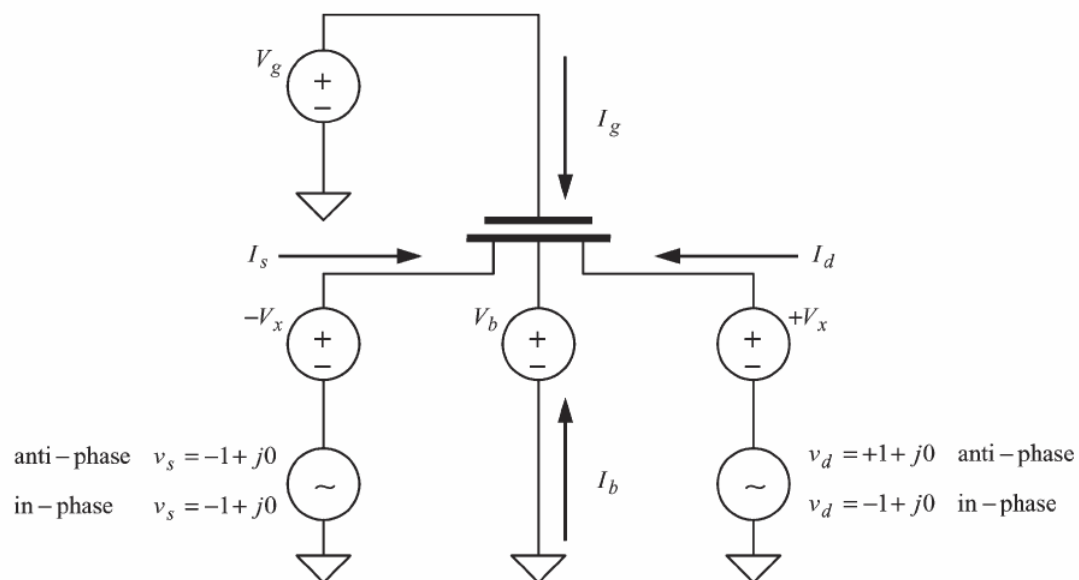 V_g
+
−
I_g
I_s
I_d
−V_x
+
−
V_b
+
−
+V_x
+
−
anti−phase v_s = −1+ j0
in−phase v_s = −1+ j0
~
I_b
~
v_d = +1+ j0 anti−phase
v_d = −1+ j0 in−phase